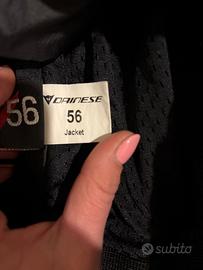 56
DAINESE
56
Jacket
subito